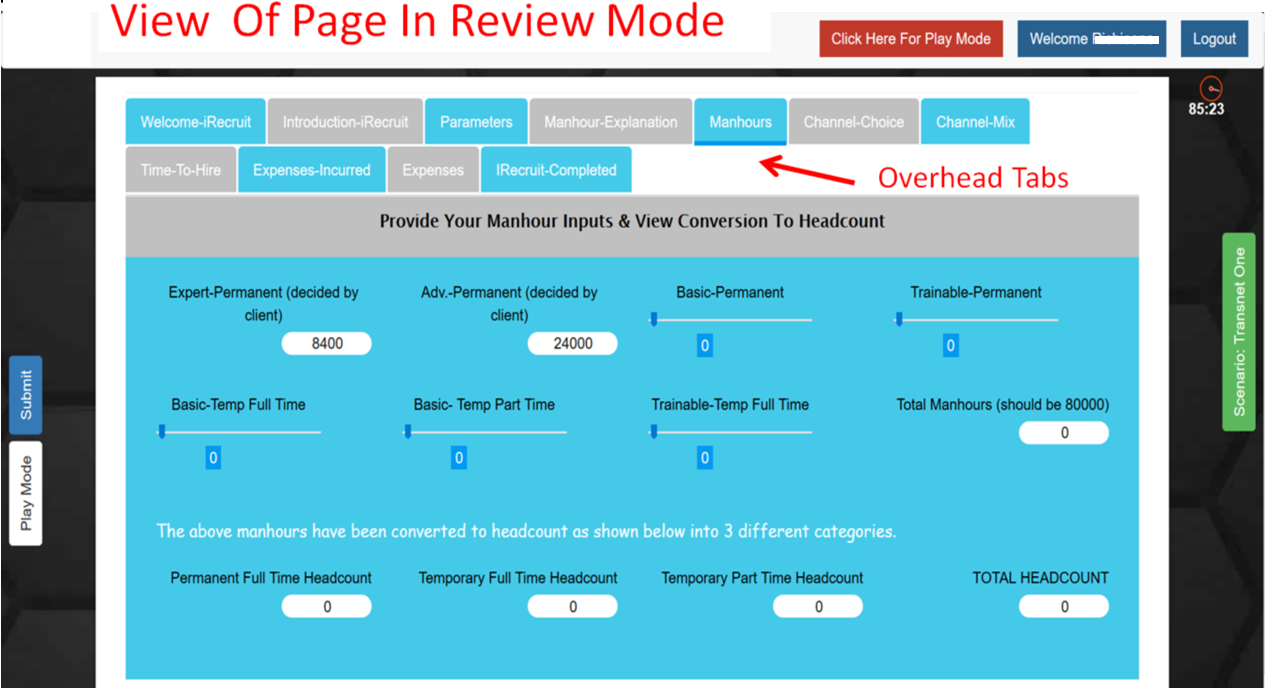 View Of Page In Review Mode
Click Here For Play Mode
Welcome
Logout
85:23
Welcome-iRecruit
Introduction-iRecruit
Parameters
Manhour-Explanation
Manhours
Channel-Choice
Channel-Mix
Time-To-Hire
Expenses-Incurred
Expenses
IRecruit-Completed
Overhead Tabs
Provide Your Manhour Inputs & View Conversion To Headcount
Expert-Permanent (decided by
client)
8400
Adv.-Permanent (decided by
client)
24000
Basic-Permanent
0
Trainable-Permanent
0
Basic-Temp Full Time
0
Basic- Temp Part Time
0
Trainable-Temp Full Time
0
Total Manhours (should be 80000)
0
The above manhours have been converted to headcount as shown below into 3 different categories.
Permanent Full Time Headcount
0
Temporary Full Time Headcount
0
Temporary Part Time Headcount
0
TOTAL HEADCOUNT
0
Submit
Play Mode
Scenario: Transnet One